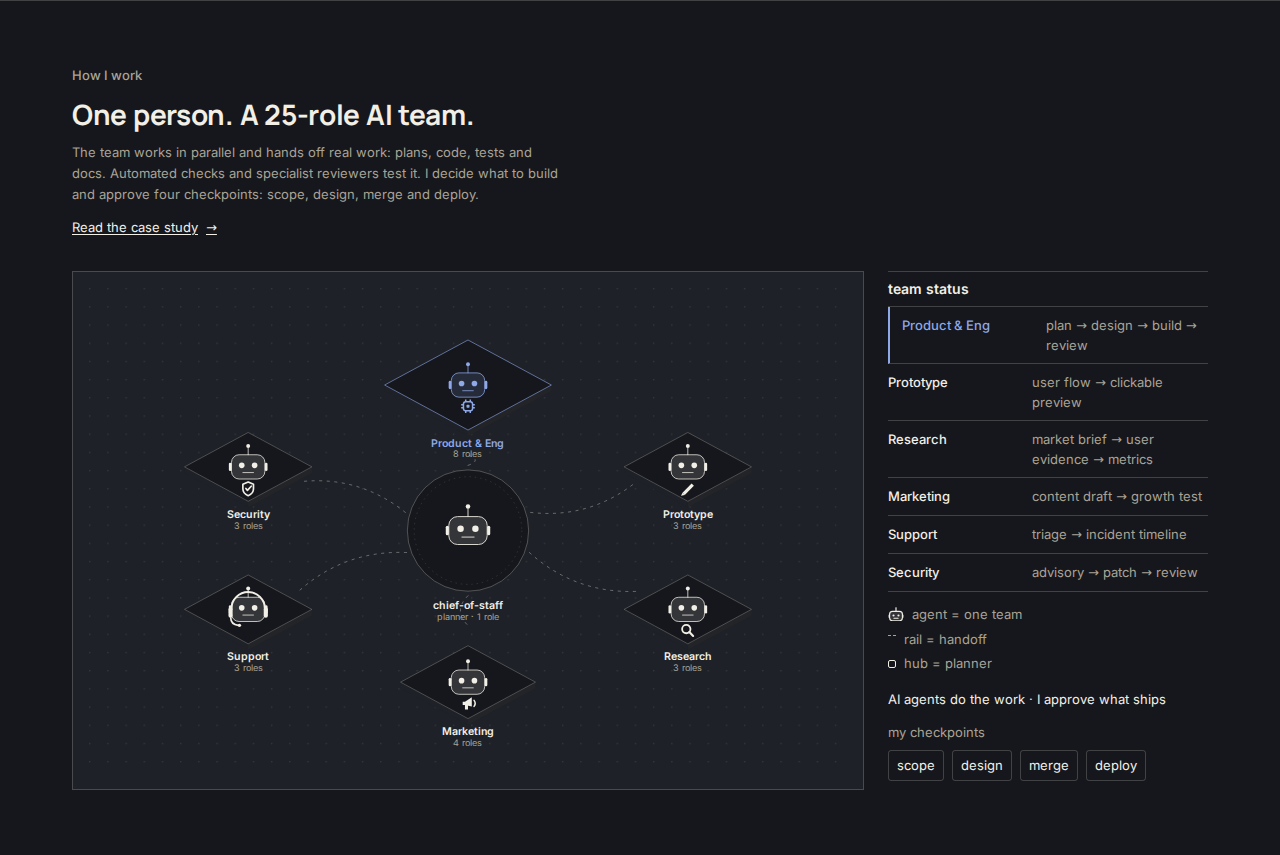 How I work
One person. A 25-role AI team.
The team works in parallel and hands off real work: plans, code, tests and
docs. Automated checks and specialist reviewers test it. I decide what to build
and approve four checkpoints: scope, design, merge and deploy.
Read the case study →
Product & Eng
8 roles
Security
3 roles
Prototype
3 roles
chief-of-staff
planner · 1 role
Support
3 roles
Research
3 roles
Marketing
4 roles
team status
Product & Eng plan → design → build →
review
Prototype user flow → clickable
preview
Research market brief → user
evidence → metrics
Marketing content draft → growth test
Support triage → incident timeline
Security advisory → patch → review
agent = one team
rail = handoff
hub = planner
AI agents do the work · I approve what ships
my checkpoints
scope design merge deploy